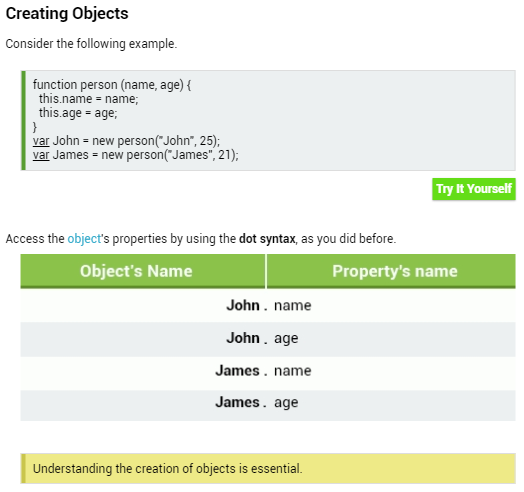 Creating Objects
Consider the following example.
function person (name, age) {
this.name = name;
this.age = age;
}
var John = new person("John", 25);
var James = new person("James", 21);
Try It Yourself
Access the object's properties by using the dot syntax, as you did before.
Object's Name Property's name
John . name
John . age
James . name
James . age
Understanding the creation of objects is essential.